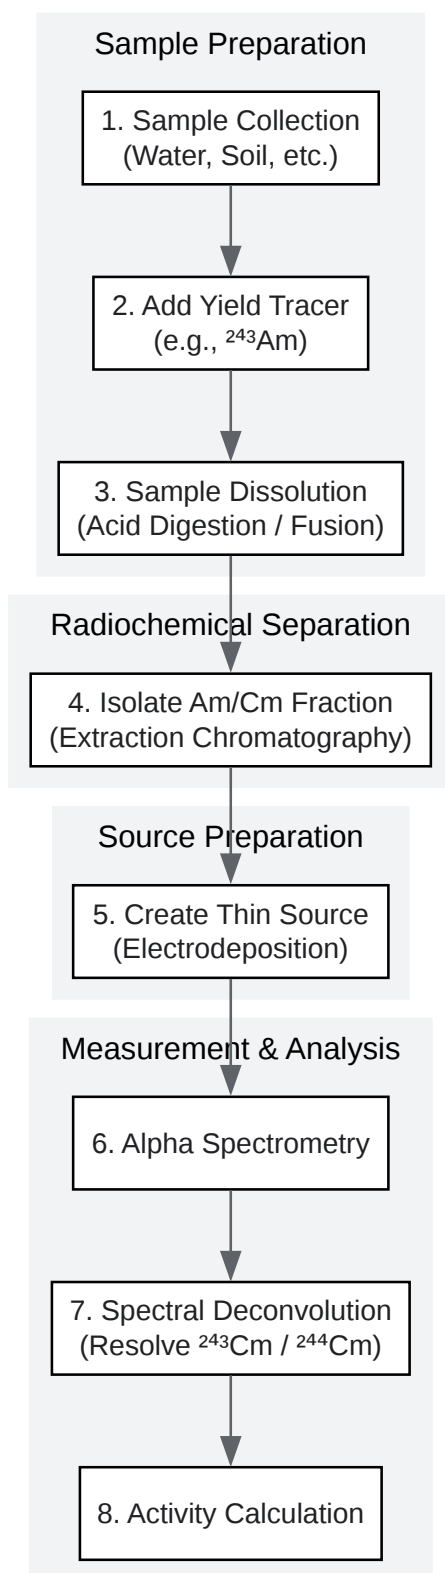 Sample Preparation
1. Sample Collection
(Water, Soil, etc.)
2. Add Yield Tracer
(e.g., ²⁴³Am)
3. Sample Dissolution
(Acid Digestion / Fusion)
Radiochemical Separation
4. Isolate Am/Cm Fraction
(Extraction Chromatography)
Source Preparation
5. Create Thin Source
(Electrodeposition)
Measurement & Analysis
6. Alpha Spectrometry
7. Spectral Deconvolution
(Resolve ²⁴³Cm / ²⁴⁴Cm)
8. Activity Calculation